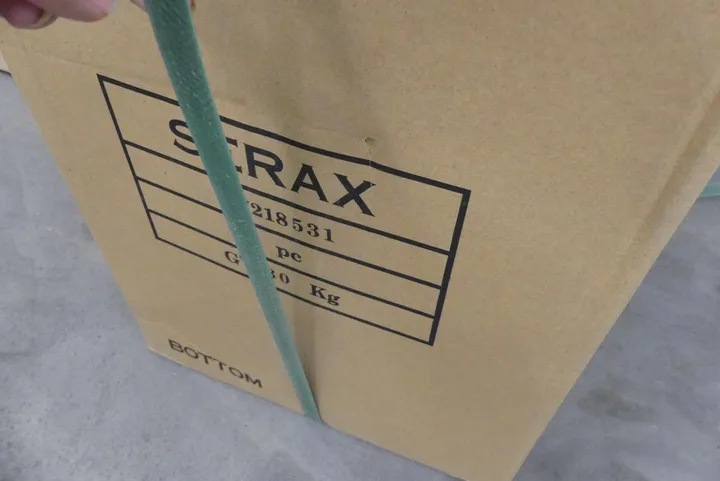 SERAX
218531
pc
Kg
BOTTOM